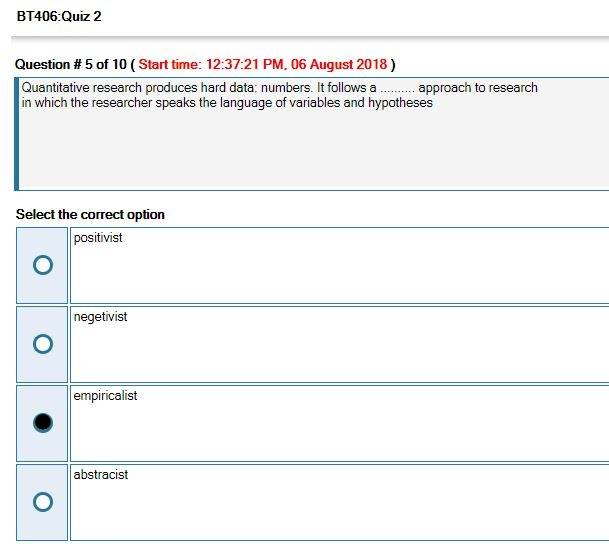 BT406:Quiz 2
Question # 5 of 10 ( Start time: 12:37:21 PM, 06 August 2018 )
Quantitative research produces hard data: numbers. It follows a .......... approach to research
in which the researcher speaks the language of variables and hypotheses
Select the correct option
positivist
negetivist
empiricalist
abstracist